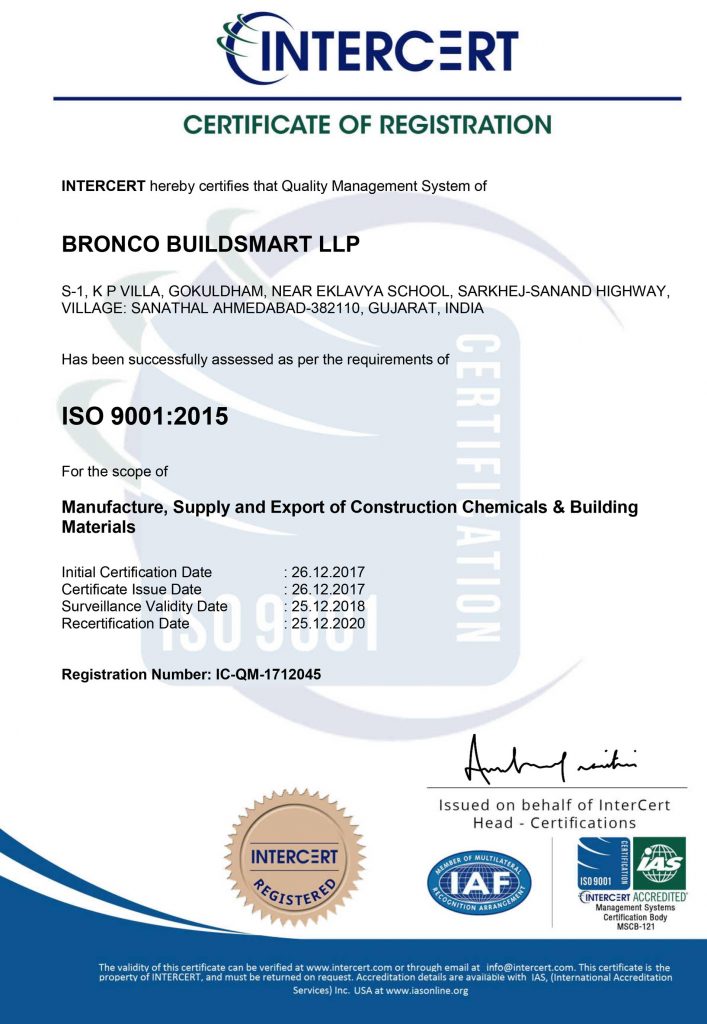 INTERCERT
CERTIFICATE OF REGISTRATION
INTERCERT hereby certifies that Quality Management System of
BRONCO BUILDSMART LLP
S-1, K P VILLA, GOKULDHAM, NEAR EKLAVYA SCHOOL, SARKHEJ-SANAND HIGHWAY,
VILLAGE: SANATHAL AHMEDABAD-382110, GUJARAT, INDIA
Has been successfully assessed as per the requirements of
ISO 9001:2015
For the scope of
Manufacture, Supply and Export of Construction Chemicals & Building
Materials
Initial Certification Date : 26.12.2017
Certificate Issue Date : 26.12.2017
Surveillance Validity Date : 25.12.2018
Recertification Date : 25.12.2020
Registration Number: IC-QM-1712045
CERTIFICATION
ISO 9001
Issued on behalf of InterCert
Head - Certifications
INTERCERT
REGISTERED
MEMBER OF MULTILATERAL
IAF
RECOGNITION ARRANGEMENT
CERTIFICATION
ISO 9001
IAS
INTERCERT ACCREDITED
Management Systems
Certification Body
MSCB-121
The validity of this certificate can be verified at www.intercert.com or through email at info@intercert.com. This certificate is the
property of INTERCERT, and must be returned on request. Accreditation details are available with IAS, (International Accreditation
Services) Inc. USA at www.iasonline.org